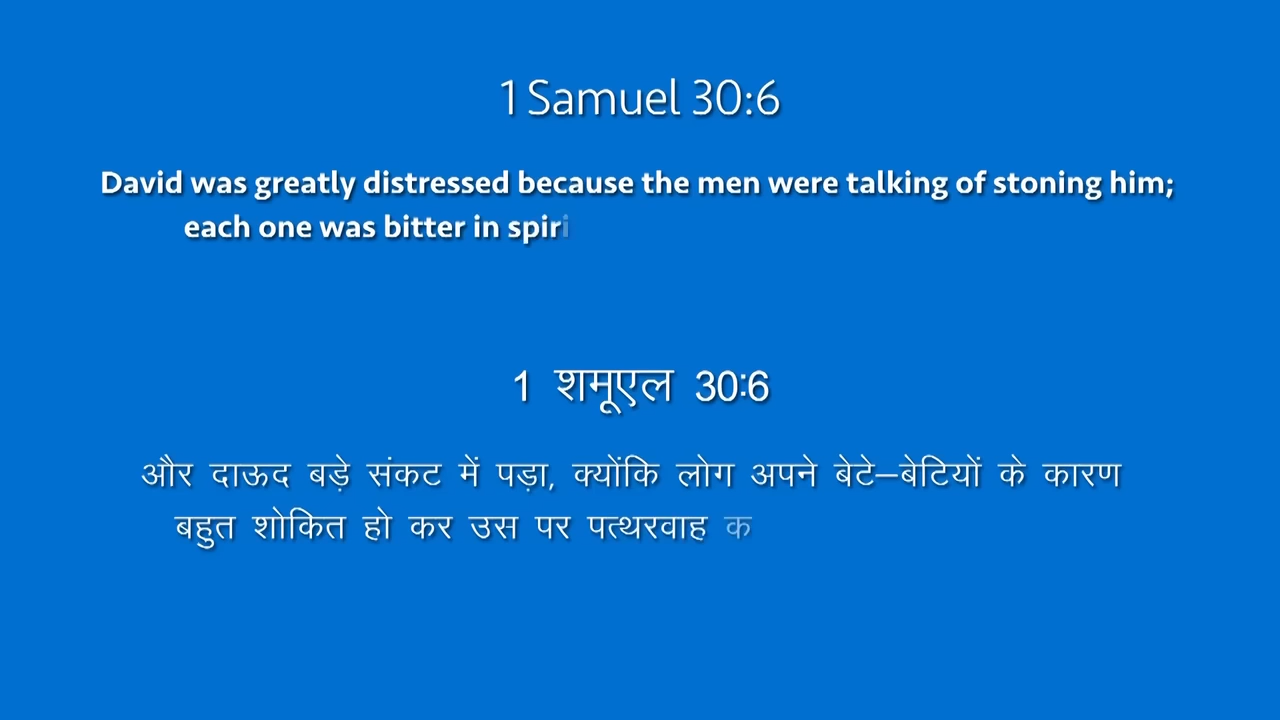 1 Samuel 30:6
David was greatly distressed because the men were talking of stoning him;
each one was bitter in spiri
1 शमूएल 30:6
और दाऊद बड़े संकट में पड़ा, क्योंकि लोग अपने बेटे–बेटियों के कारण
बहुत शोकित हो कर उस पर पत्थरवाह क